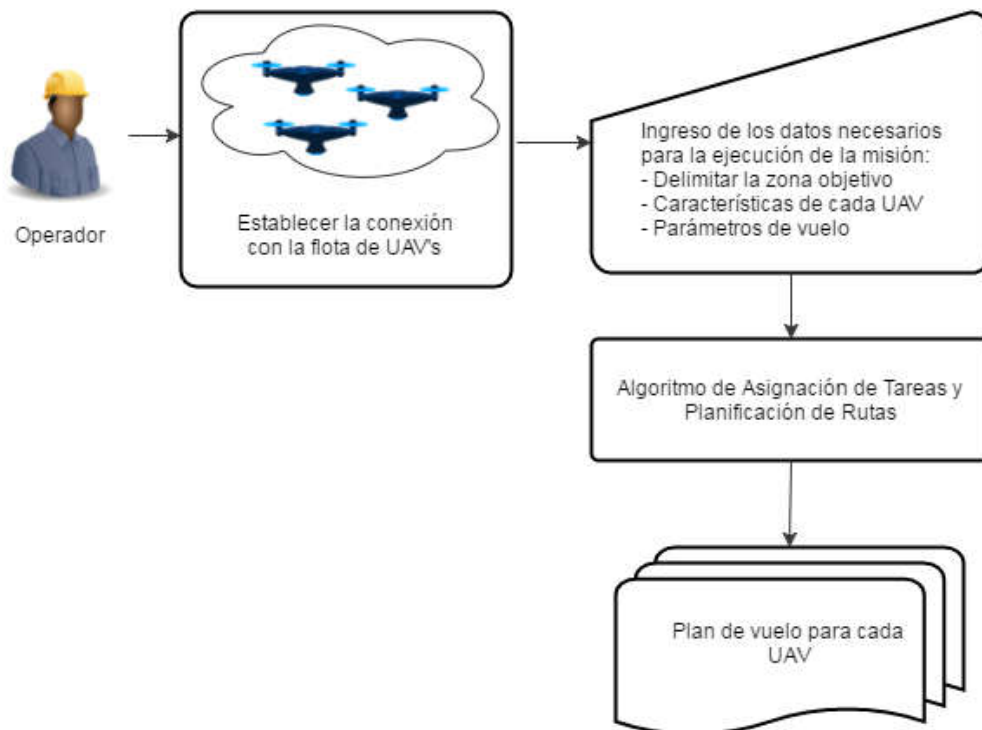 Operador
Establecer la conexión
con la flota de UAV's
Ingreso de los datos necesarios
para la ejecución de la misión:
- Delimitar la zona objetivo
- Características de cada UAV
- Parámetros de vuelo
Algoritmo de Asignación de Tareas y
Planificación de Rutas
Plan de vuelo para cada
UAV